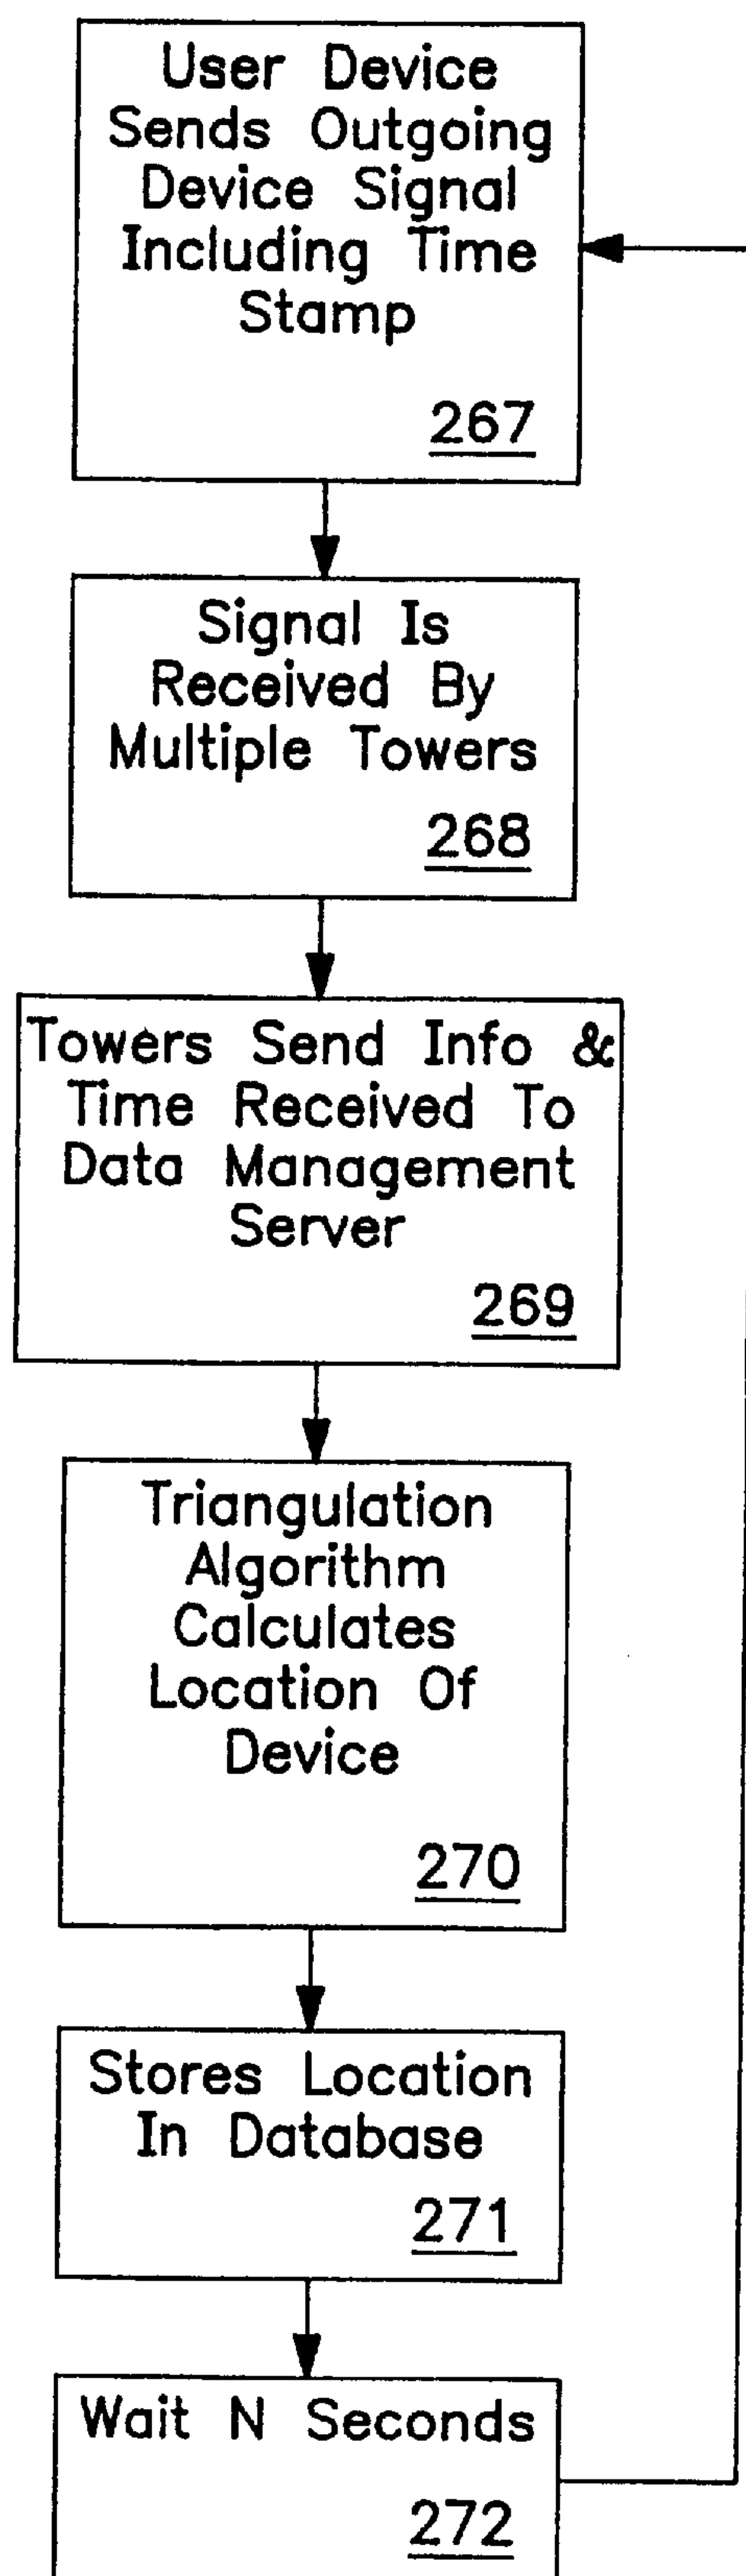 User Device
Sends Outgoing
Device Signal
Including Time
Stamp
267
Signal Is
Received By
Multiple Towers
268
Towers Send Info &
Time Received To
Data Management
Server
269
Triangulation
Algorithm
Calculates
Location Of
Device
270
Stores Location
In Database
271
Wait N Seconds
272